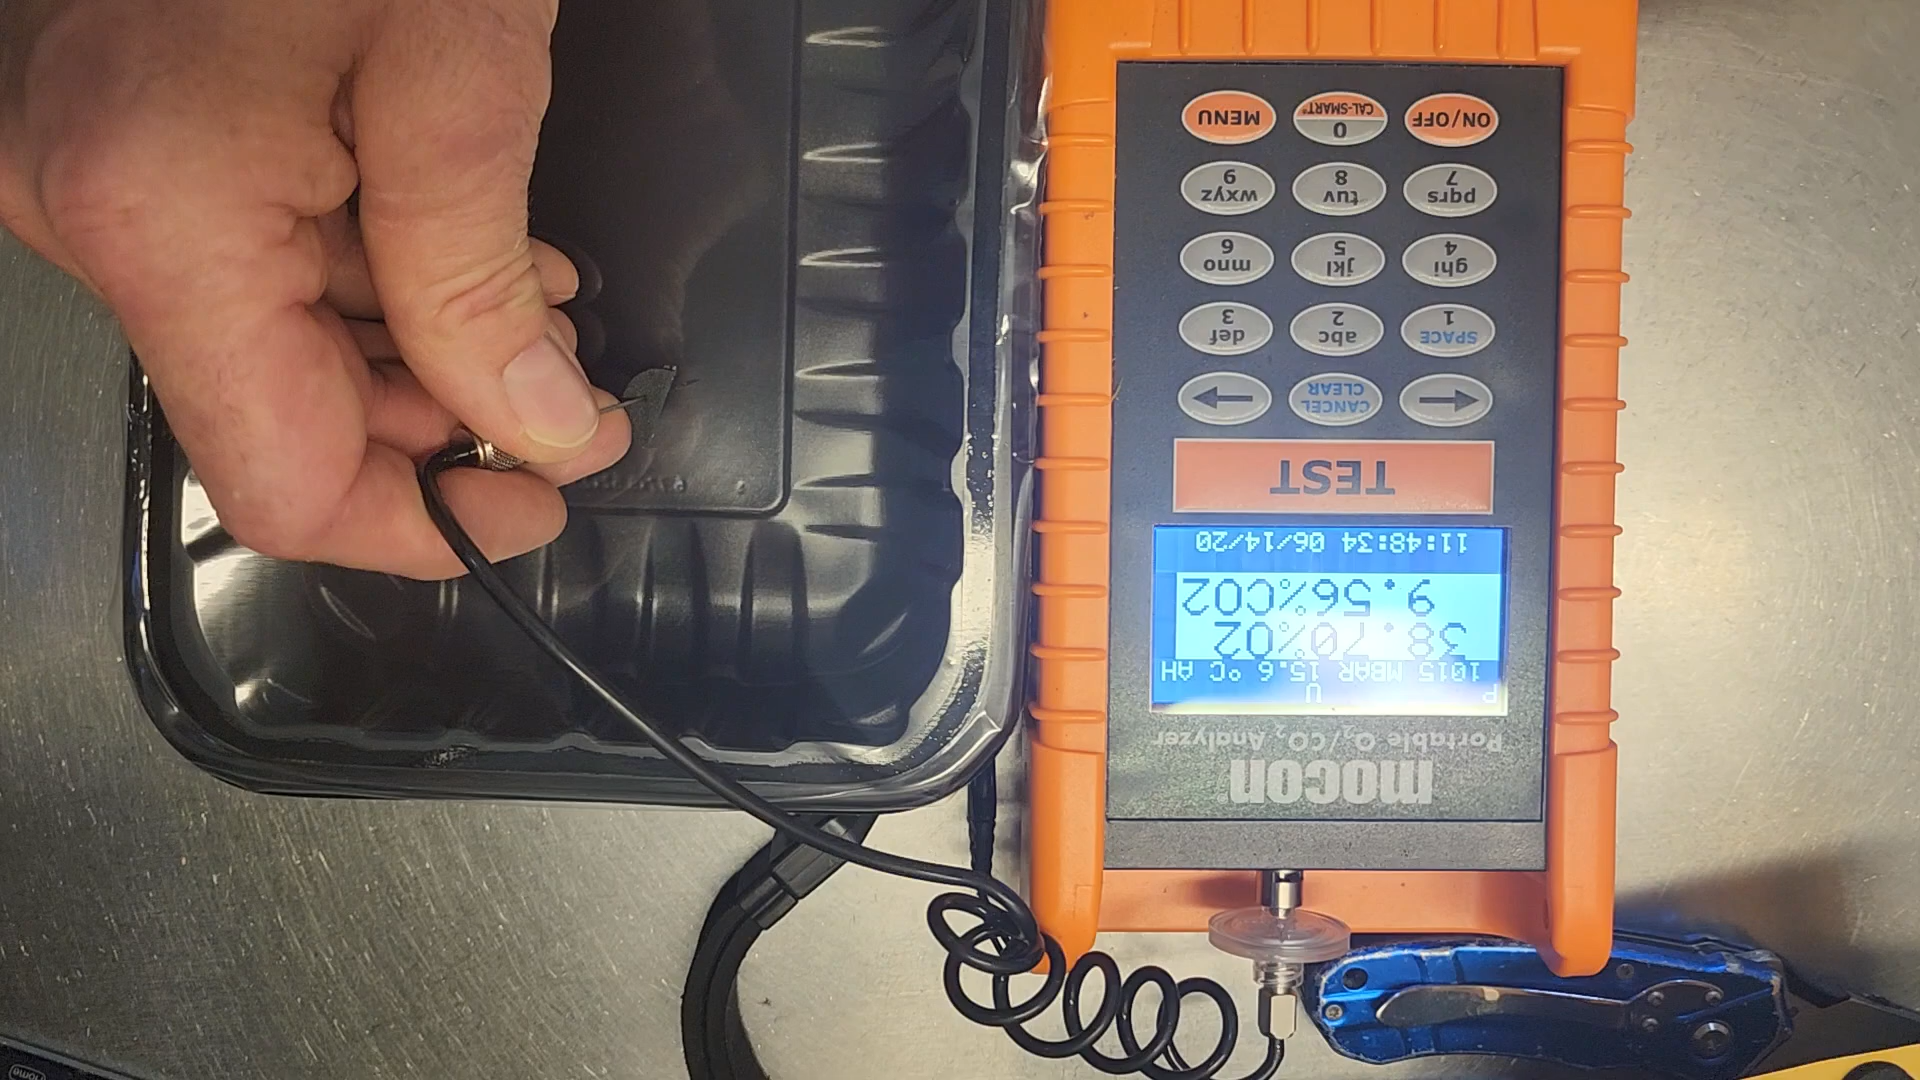 mocon
Portable O2/CO2 Analyzer
P U
1015 MBAR 15.6 °C AH
38.70%O2
9.56%CO2
11:48:34 06/14/20
TEST
CANCEL
CLEAR
SPACE
1
abc
2
def
3
ghi
4
jkl
5
mno
6
pqrs
7
tuv
8
wxyz
9
ON/OFF
0
CAL-SMART®
MENU
Home